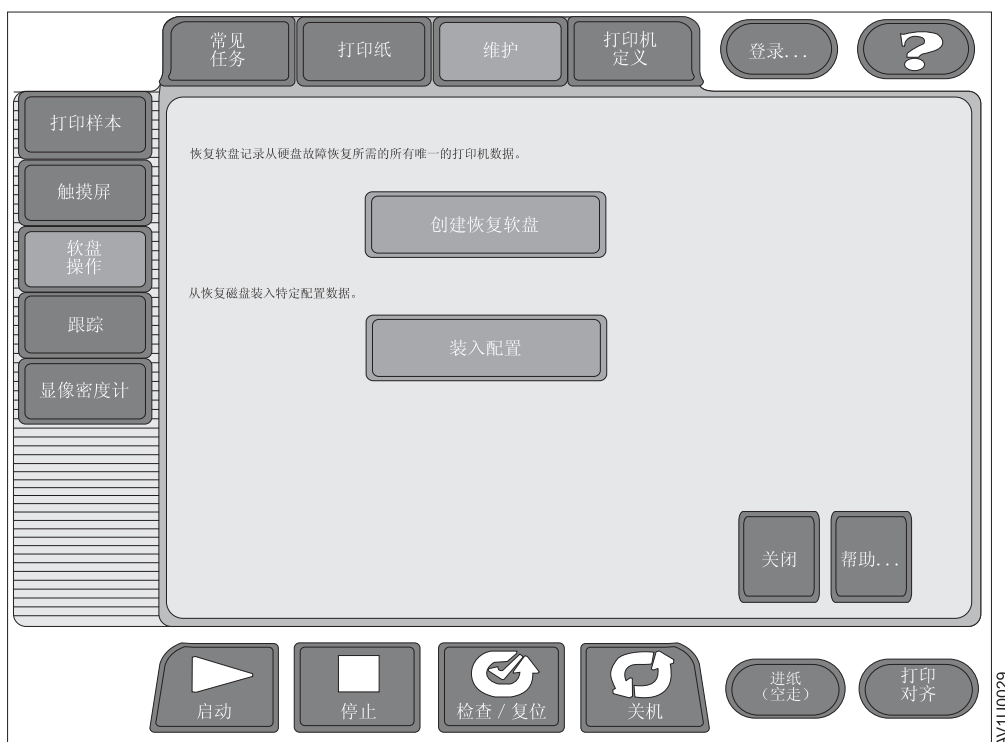 常见
任务
打印纸
维护
打印机
定义
登录...
?
打印样本
触摸屏
软盘
操作
跟踪
显像密度计
恢复软盘记录从硬盘故障恢复所需的所有唯一的打印机数据。
创建恢复软盘
从恢复磁盘装入特定配置数据。
装入配置
关闭
帮助...
启动
停止
检查 / 复位
关机
进纸
(空走)
打印
对齐
AV1U0029